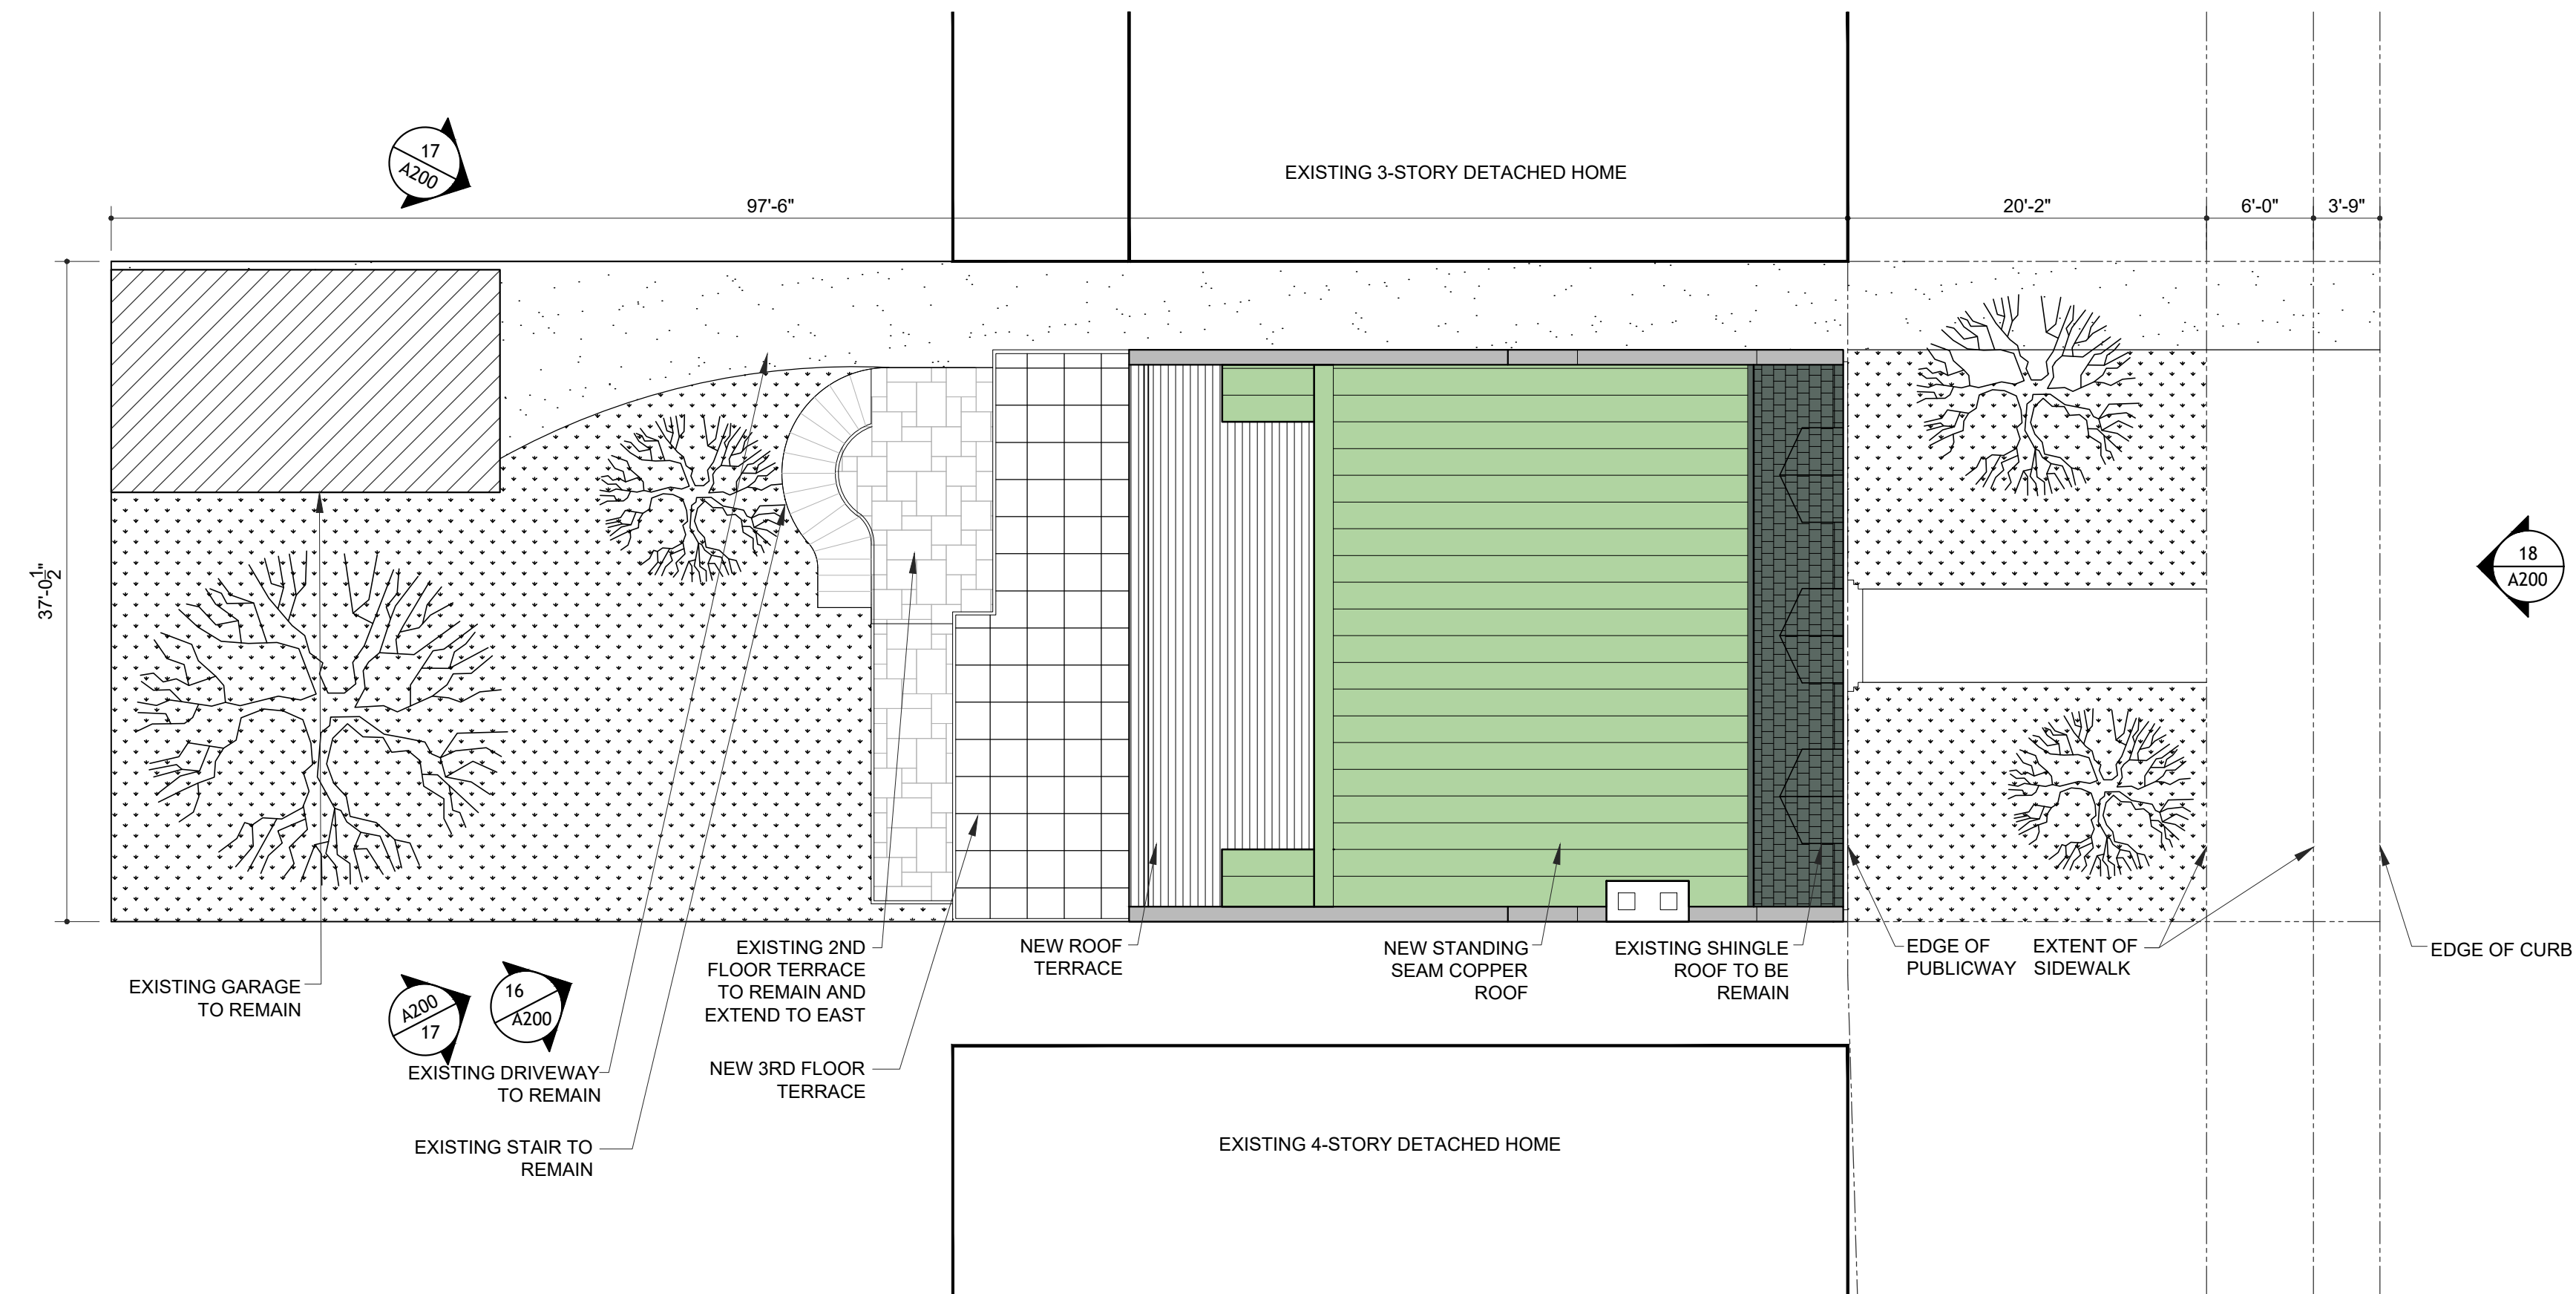 17
A200
EXISTING 3-STORY DETACHED HOME
97'-6"
20'-2"
6'-0"
3'-9"
37'-0 1/2"
18
A200
EXISTING GARAGE
TO REMAIN
A200
17
16
A200
EXISTING DRIVEWAY
TO REMAIN
EXISTING STAIR TO
REMAIN
EXISTING 2ND
FLOOR TERRACE
TO REMAIN AND
EXTEND TO EAST
NEW 3RD FLOOR
TERRACE
NEW ROOF
TERRACE
NEW STANDING
SEAM COPPER
ROOF
EXISTING SHINGLE
ROOF TO BE
REMAIN
EDGE OF
PUBLICWAY
EXTENT OF
SIDEWALK
EDGE OF CURB
EXISTING 4-STORY DETACHED HOME